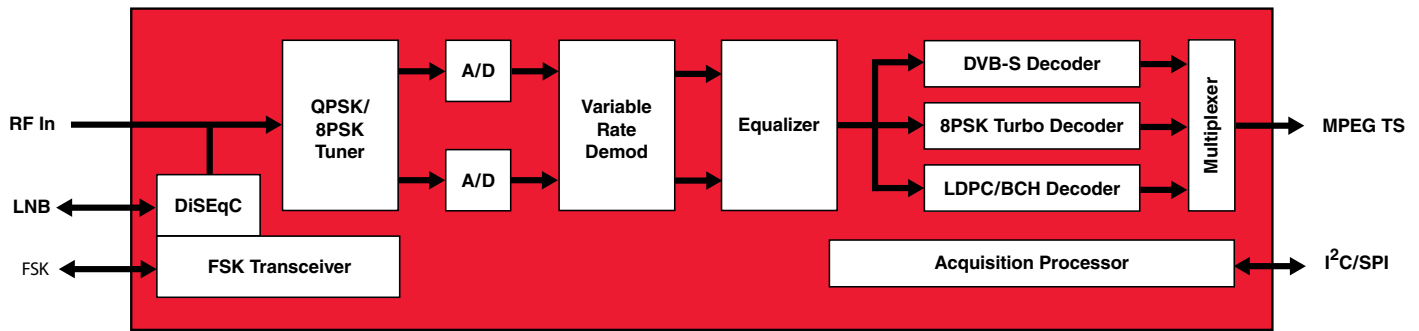 RF In
LNB
FSK
DiSEqC
FSK Transceiver
QPSK/
8PSK
Tuner
A/D
A/D
Variable
Rate
Demod
Equalizer
DVB-S Decoder
8PSK Turbo Decoder
LDPC/BCH Decoder
Multiplexer
Acquisition Processor
MPEG TS
I²C/SPI